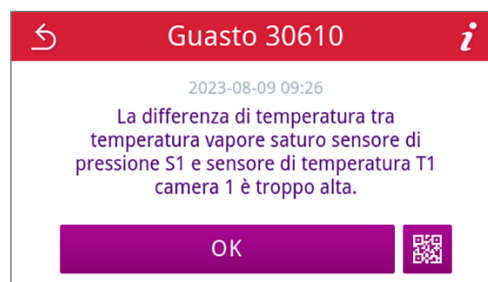 Guasto 30610
i
2023-08-09 09:26
La differenza di temperatura tra
temperatura vapore saturo sensore di
pressione S1 e sensore di temperatura T1
camera 1 è troppo alta.
OK